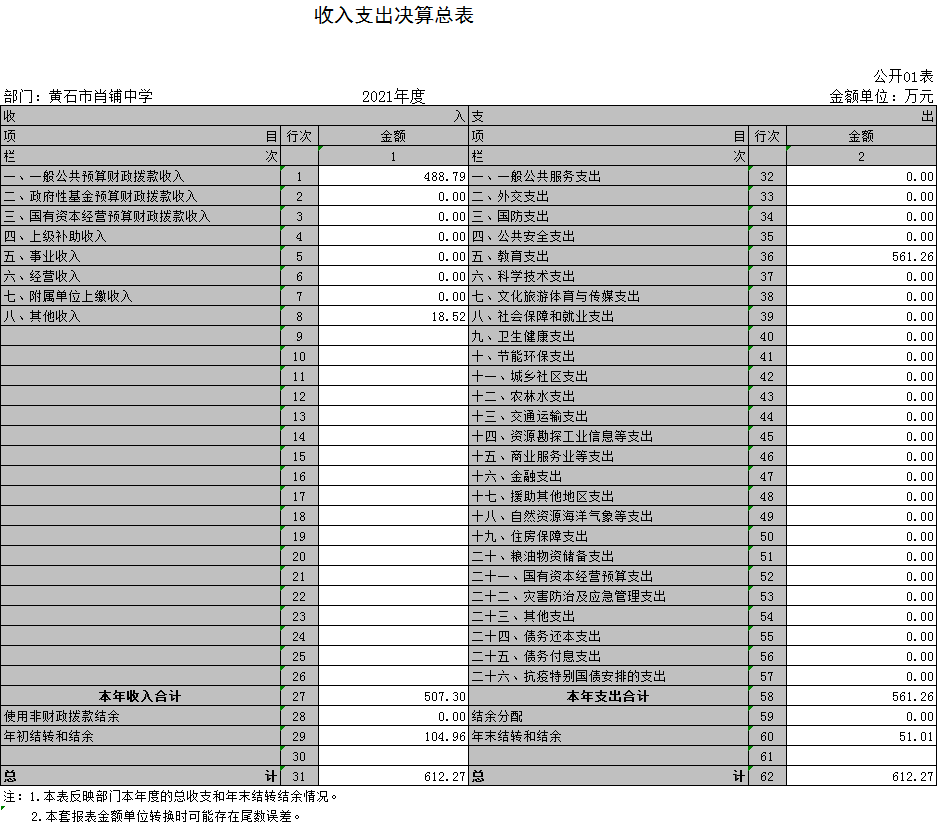 收入支出决算总表
公开01表
部门：黄石市肖铺中学 2021年度 金额单位：万元
收 入 支 出
项 目 行次 金额 项 目 行次 金额
栏 次 1 栏 次 2
一、一般公共预算财政拨款收入 1 488.79 一、一般公共服务支出 32 0.00
二、政府性基金预算财政拨款收入 2 0.00 二、外交支出 33 0.00
三、国有资本经营预算财政拨款收入 3 0.00 三、国防支出 34 0.00
四、上级补助收入 4 0.00 四、公共安全支出 35 0.00
五、事业收入 5 0.00 五、教育支出 36 561.26
六、经营收入 6 0.00 六、科学技术支出 37 0.00
七、附属单位上缴收入 7 0.00 七、文化旅游体育与传媒支出 38 0.00
八、其他收入 8 18.52 八、社会保障和就业支出 39 0.00
9 九、卫生健康支出 40 0.00
10 十、节能环保支出 41 0.00
11 十一、城乡社区支出 42 0.00
12 十二、农林水支出 43 0.00
13 十三、交通运输支出 44 0.00
14 十四、资源勘探工业信息等支出 45 0.00
15 十五、商业服务业等支出 46 0.00
16 十六、金融支出 47 0.00
17 十七、援助其他地区支出 48 0.00
18 十八、自然资源海洋气象等支出 49 0.00
19 十九、住房保障支出 50 0.00
20 二十、粮油物资储备支出 51 0.00
21 二十一、国有资本经营预算支出 52 0.00
22 二十二、灾害防治及应急管理支出 53 0.00
23 二十三、其他支出 54 0.00
24 二十四、债务还本支出 55 0.00
25 二十五、债务付息支出 56 0.00
26 二十六、抗疫特别国债安排的支出 57 0.00
本年收入合计 27 507.30 本年支出合计 58 561.26
使用非财政拨款结余 28 0.00 结余分配 59 0.00
年初结转和结余 29 104.96 年末结转和结余 60 51.01
30 61
总 计 31 612.27 总 计 62 612.27
注：1.本表反映部门本年度的总收支和年末结转结余情况。
2.本套报表金额单位转换时可能存在尾数误差。